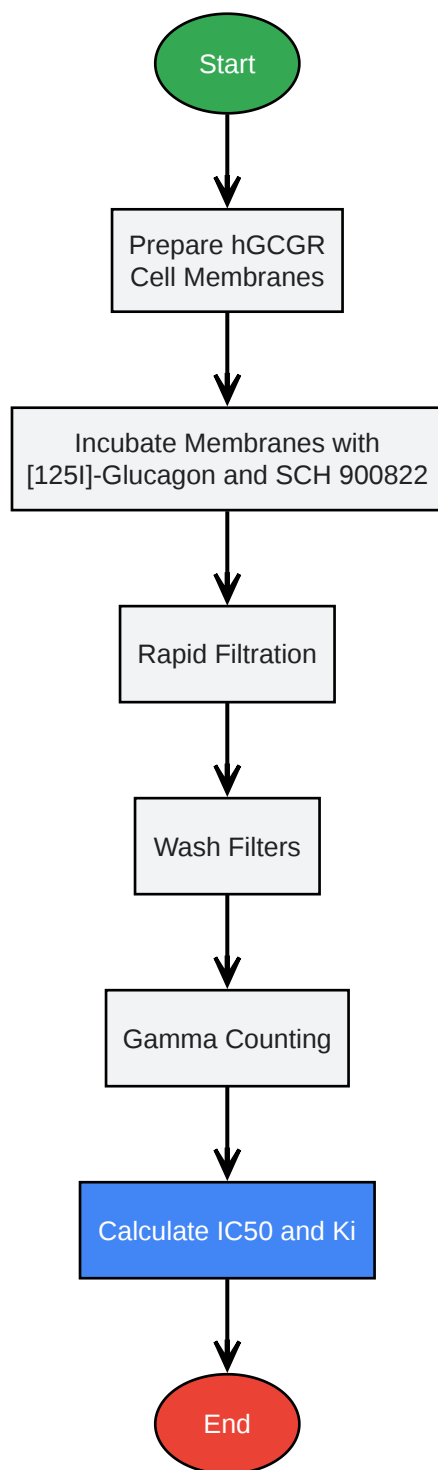 Start
Prepare hGCGR
Cell Membranes
Incubate Membranes with
[125I]-Glucagon and SCH 900822
Rapid Filtration
Wash Filters
Gamma Counting
Calculate IC50 and Ki
End